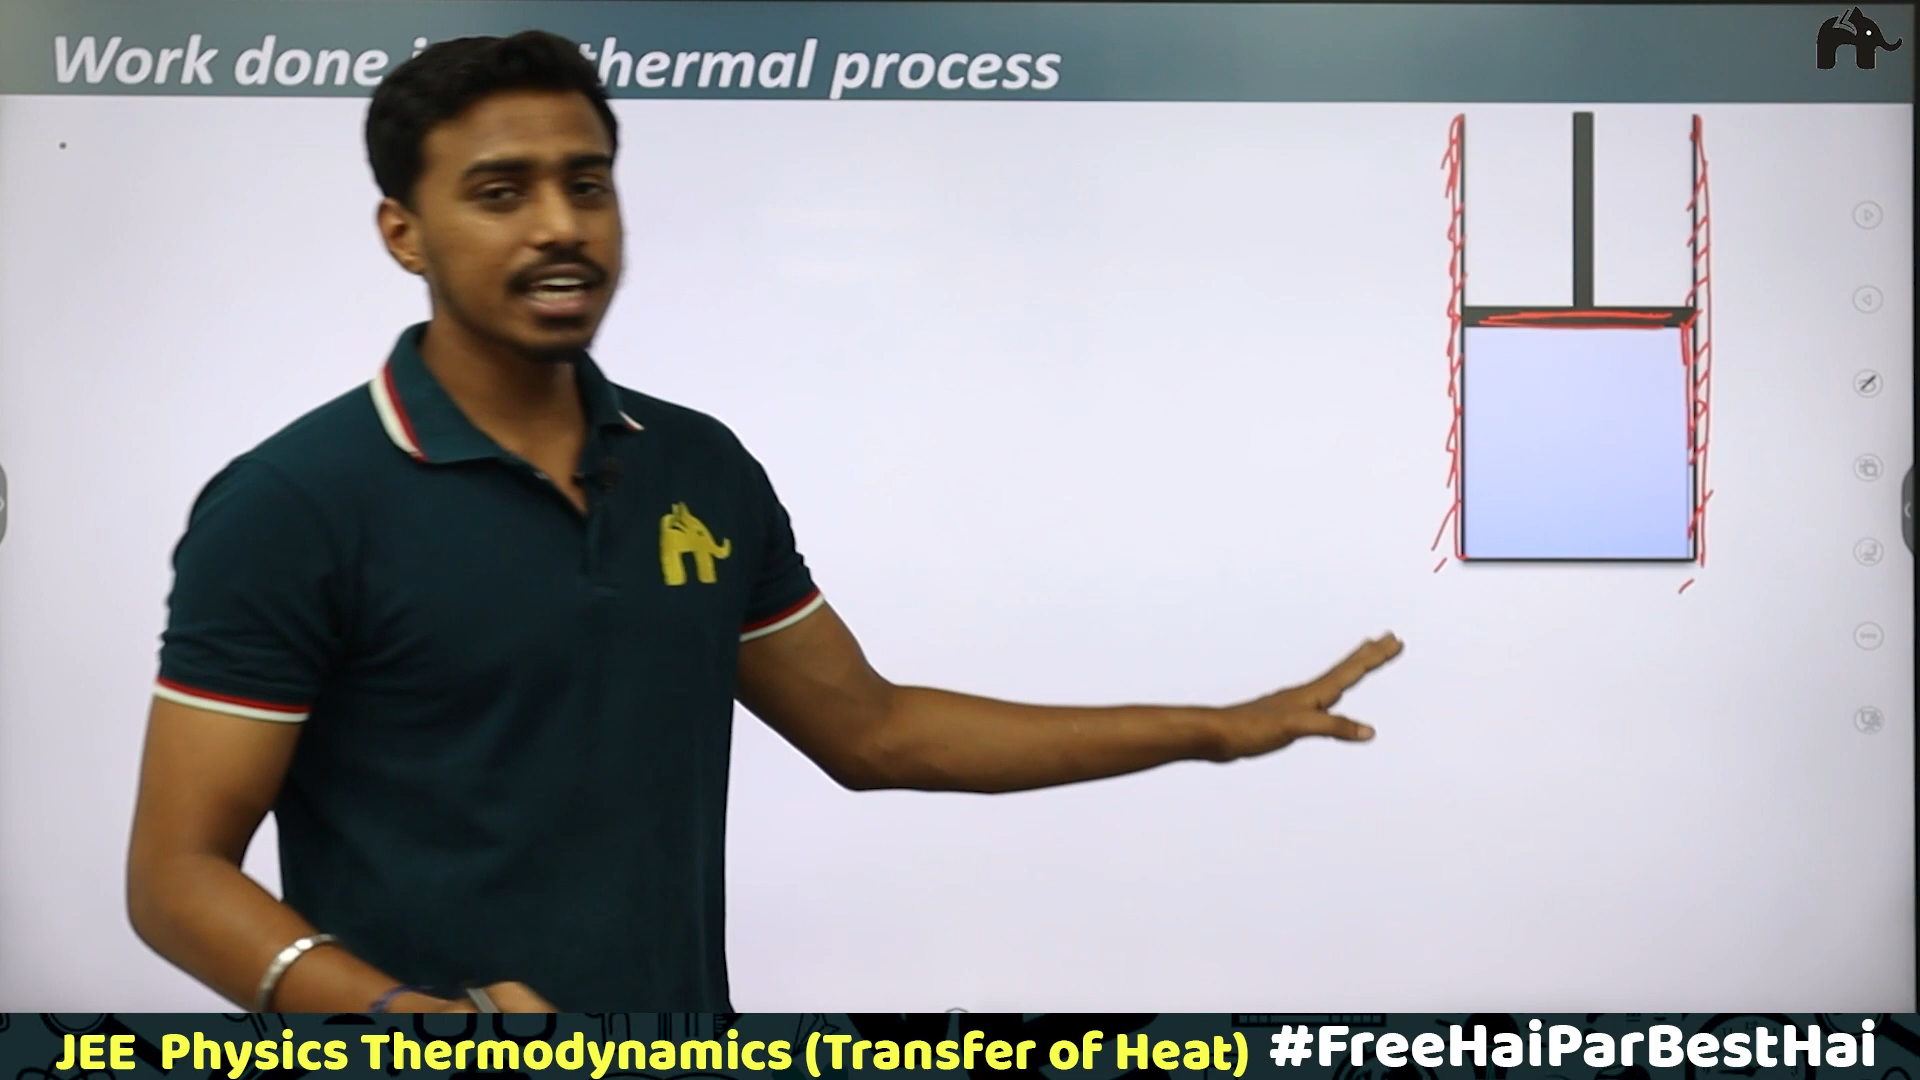 Work done i thermal process
JEE Physics Thermodynamics (Transfer of Heat) #FreeHaiParBestHai